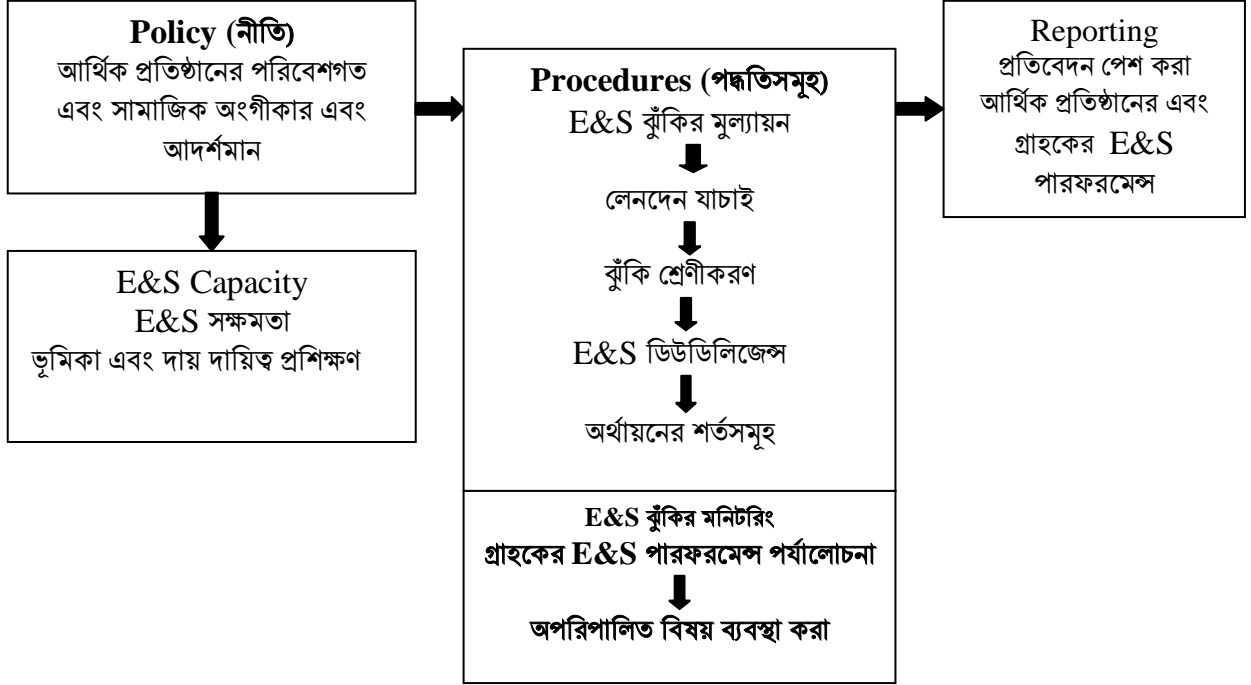 Policy (নীতি)
আর্থিক প্রতিষ্ঠানের পরিবেশগত
এবং সামাজিক অংগীকার এবং
আদর্শমান
E&S Capacity
E&S সক্ষমতা
ভূমিকা এবং দায় দায়িত্ব প্রশিক্ষণ
Procedures (পদ্ধতিসমূহ)
E&S ঝুঁকির মুল্যায়ন
লেনদেন যাচাই
ঝুঁকি শ্রেণীকরণ
E&S ডিউডিলিজেন্স
অর্থায়নের শর্তসমূহ
E&S ঝুঁকির মনিটরিং
গ্রাহকের E&S পারফরমেন্স পর্যালোচনা
অপরিপালিত বিষয় ব্যবস্থা করা
Reporting
প্রতিবেদন পেশ করা
আর্থিক প্রতিষ্ঠানের এবং
গ্রাহকের E&S
পারফরমেন্স